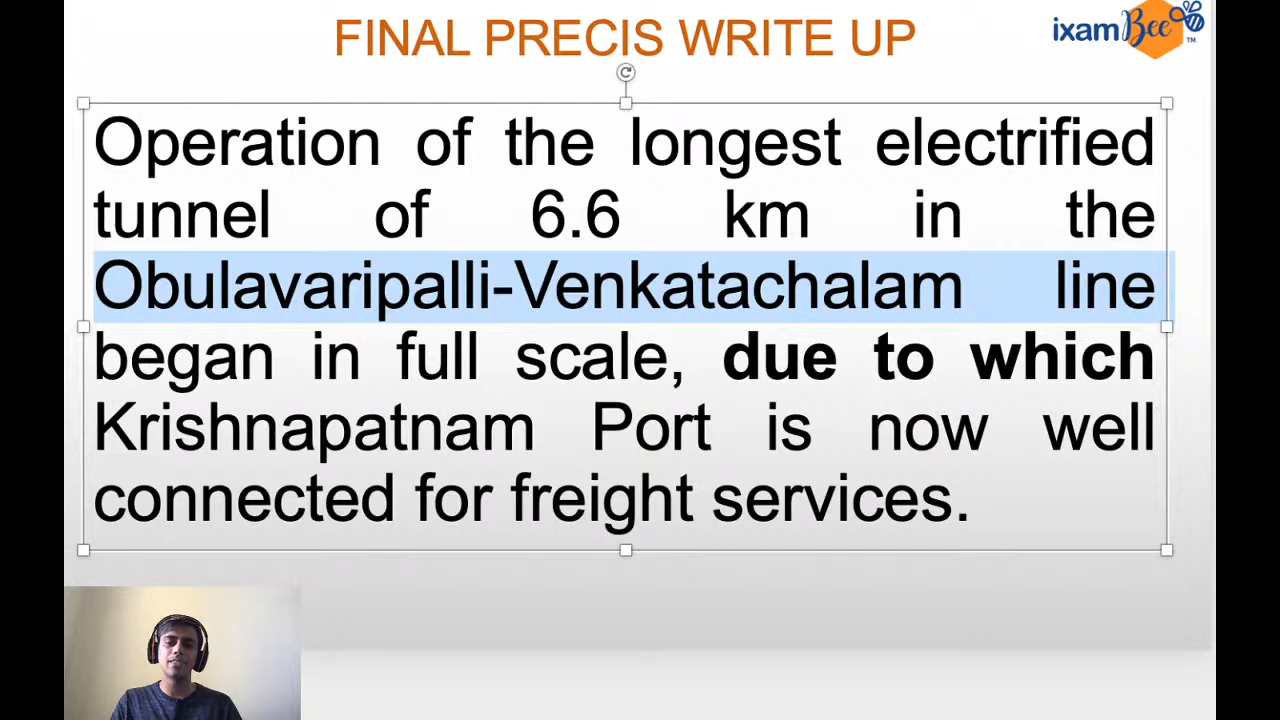 FINAL PRECIS WRITE UP
ixamBee™
Operation of the longest electrified
tunnel of 6.6 km in the
Obulavaripalli-Venkatachalam line
began in full scale, due to which
Krishnapatnam Port is now well
connected for freight services.